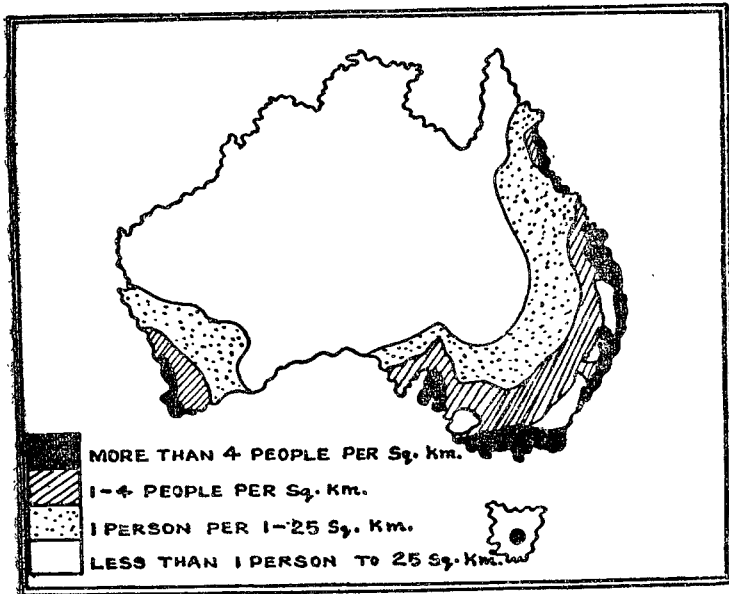 MORE THAN 4 PEOPLE PER Sq. Km.
1-4 PEOPLE PER Sq. Km.
1 PERSON PER 1-25 Sq. Km.
LESS THAN 1 PERSON TO 25 Sq. Km.